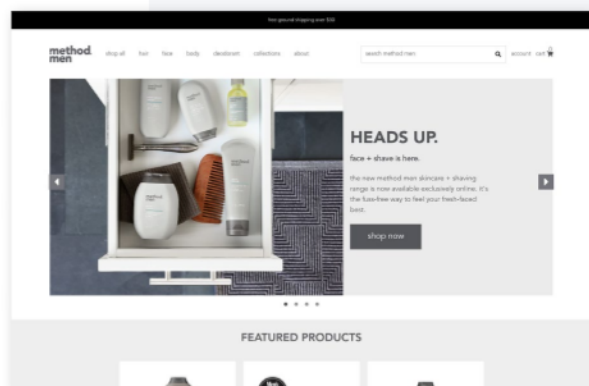 free ground shipping over $30
method.
men
shop all hair face body deodorant collections about
search method men
account cart
HEADS UP.
face + shave is here.
the new method men skincare + shaving
range is now available exclusively online. it's
the fuss-free way to feel your fresh-faced
best.
shop now
FEATURED PRODUCTS